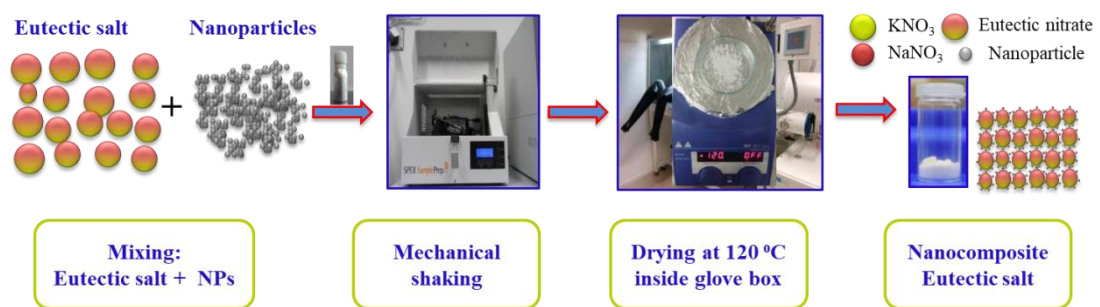 Eutectic salt
Nanoparticles
+
KNO₃
Eutectic nitrate
NaNO₃
Nanoparticle
SPEX SamplePrep
120.
OFF
Mixing:
Eutectic salt + NPs
Mechanical
shaking
Drying at 120 ⁰C
inside glove box
Nanocomposite
Eutectic salt